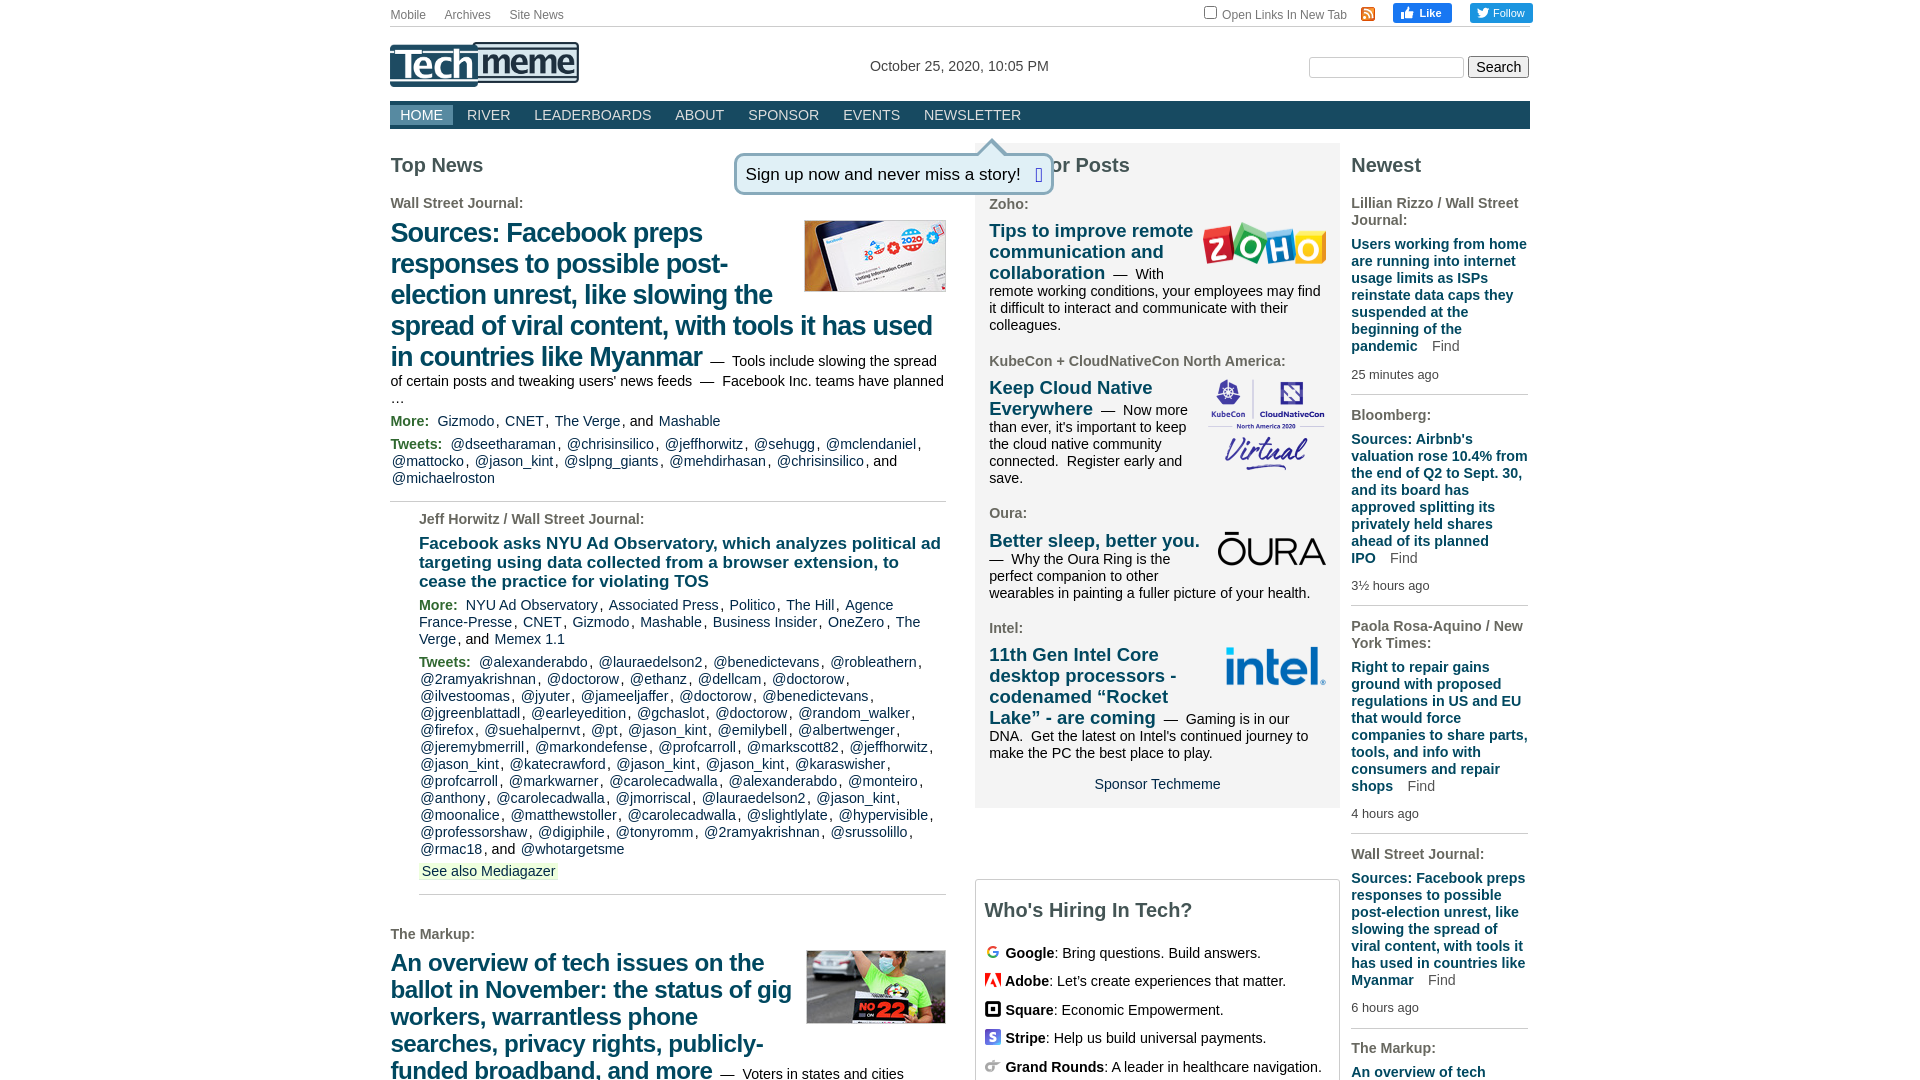 Mobile Archives Site News
Open Links In New Tab
Like
Follow
Techmeme
October 25, 2020, 10:05 PM
Search
HOME RIVER LEADERBOARDS ABOUT SPONSOR EVENTS NEWSLETTER
Sign up now and never miss a story!
Top News
Wall Street Journal:
Sources: Facebook preps
responses to possible post-
election unrest, like slowing the
spread of viral content, with tools it has used
in countries like Myanmar — Tools include slowing the spread
of certain posts and tweaking users' news feeds — Facebook Inc. teams have planned
…
More: Gizmodo, CNET, The Verge, and Mashable
Tweets: @dseetharaman, @chrisinsilico, @jeffhorwitz, @sehugg, @mclendaniel,
@mattocko, @jason_kint, @slpng_giants, @mehdirhasan, @chrisinsilico, and
@michaelroston
Jeff Horwitz / Wall Street Journal:
Facebook asks NYU Ad Observatory, which analyzes political ad
targeting using data collected from a browser extension, to
cease the practice for violating TOS
More: NYU Ad Observatory, Associated Press, Politico, The Hill, Agence
France-Presse, CNET, Gizmodo, Mashable, Business Insider, OneZero, The
Verge, and Memex 1.1
Tweets: @alexanderabdo, @lauraedelson2, @benedictevans, @robleathern,
@2ramyakrishnan, @doctorow, @ethanz, @dellcam, @doctorow,
@ilvestoomas, @jyuter, @jameeljaffer, @doctorow, @benedictevans,
@jgreenblattadl, @earleyedition, @gchaslot, @doctorow, @random_walker,
@firefox, @suehalpernvt, @pt, @jason_kint, @emilybell, @albertwenger,
@jeremybmerrill, @markondefense, @profcarroll, @markscott82, @jeffhorwitz,
@jason_kint, @katecrawford, @jason_kint, @jason_kint, @karaswisher,
@profcarroll, @markwarner, @carolecadwalla, @alexanderabdo, @monteiro,
@anthony, @carolecadwalla, @jmorriscal, @lauraedelson2, @jason_kint,
@moonalice, @matthewstoller, @carolecadwalla, @slightlylate, @hypervisible,
@professorshaw, @digiphile, @tonyromm, @2ramyakrishnan, @srussolillo,
@rmac18, and @whotargetsme
See also Mediagazer
The Markup:
An overview of tech issues on the
ballot in November: the status of gig
workers, warrantless phone
searches, privacy rights, publicly-
funded broadband, and more — Voters in states and cities
2020
2020
Voting Information Center
NO ON 22
or Posts
Zoho:
Tips to improve remote
communication and
collaboration — With
remote working conditions, your employees may find
it difficult to interact and communicate with their
colleagues.
ZOHO
KubeCon + CloudNativeCon North America:
Keep Cloud Native
Everywhere — Now more
than ever, it's important to keep
the cloud native community
connected. Register early and
save.
KubeCon CloudNativeCon
North America 2020
Virtual
Oura:
Better sleep, better you.
— Why the Oura Ring is the
perfect companion to other
wearables in painting a fuller picture of your health.
ŌURA
Intel:
11th Gen Intel Core
desktop processors -
codenamed “Rocket
Lake” - are coming — Gaming is in our
DNA. Get the latest on Intel's continued journey to
make the PC the best place to play.
intel®
Sponsor Techmeme
Who's Hiring In Tech?
Google: Bring questions. Build answers.
Adobe: Let’s create experiences that matter.
Square: Economic Empowerment.
Stripe: Help us build universal payments.
Grand Rounds: A leader in healthcare navigation.
Newest
Lillian Rizzo / Wall Street
Journal:
Users working from home
are running into internet
usage limits as ISPs
reinstate data caps they
suspended at the
beginning of the
pandemic Find
25 minutes ago
Bloomberg:
Sources: Airbnb's
valuation rose 10.4% from
the end of Q2 to Sept. 30,
and its board has
approved splitting its
privately held shares
ahead of its planned
IPO Find
3½ hours ago
Paola Rosa-Aquino / New
York Times:
Right to repair gains
ground with proposed
regulations in US and EU
that would force
companies to share parts,
tools, and info with
consumers and repair
shops Find
4 hours ago
Wall Street Journal:
Sources: Facebook preps
responses to possible
post-election unrest, like
slowing the spread of
viral content, with tools it
has used in countries like
Myanmar Find
6 hours ago
The Markup:
An overview of tech